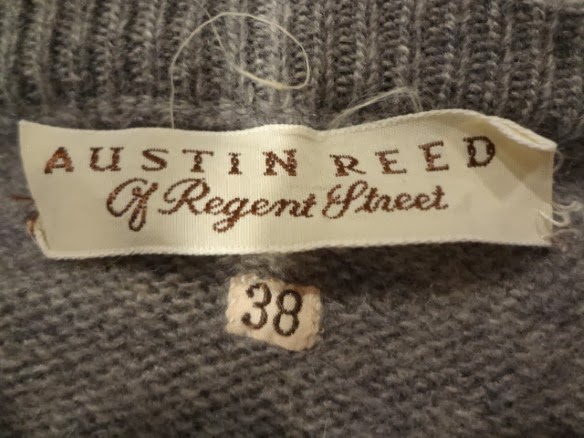 AUSTIN REED
Of Regent Street
38